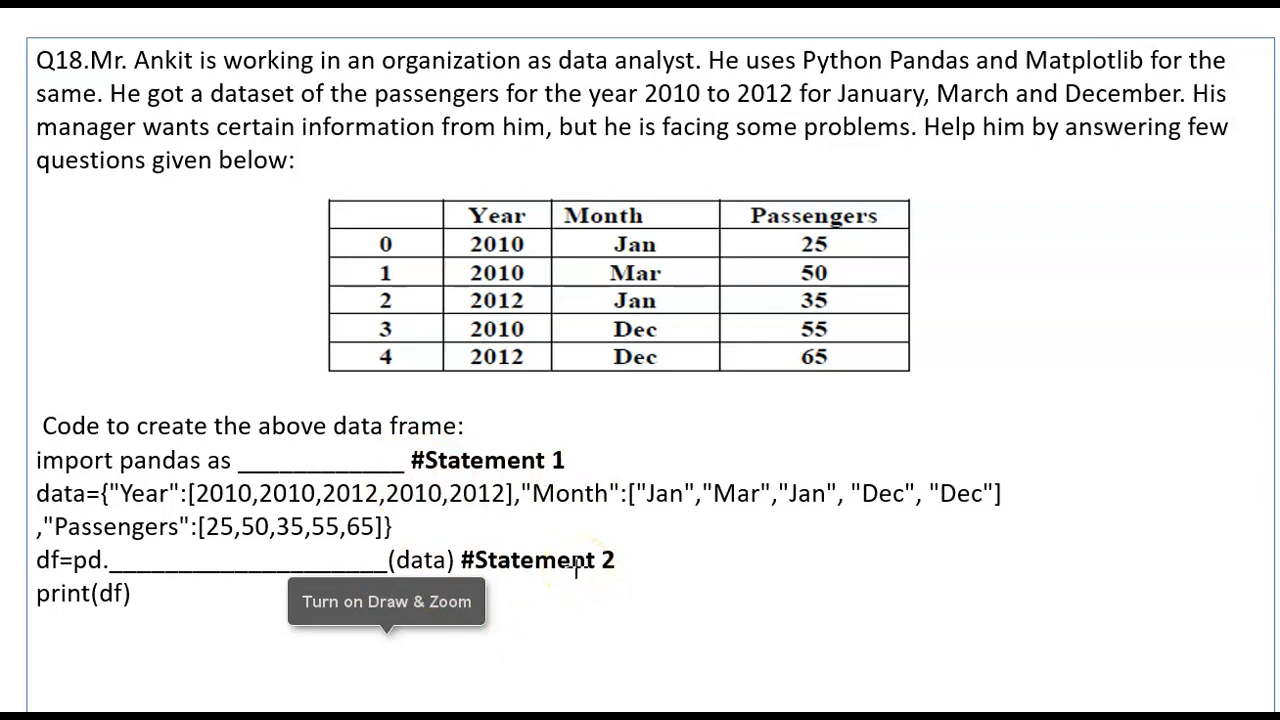 Q18.Mr. Ankit is working in an organization as data analyst. He uses Python Pandas and Matplotlib for the
same. He got a dataset of the passengers for the year 2010 to 2012 for January, March and December. His
manager wants certain information from him, but he is facing some problems. Help him by answering few
questions given below:
Year Month Passengers
0 2010 Jan 25
1 2010 Mar 50
2 2012 Jan 35
3 2010 Dec 55
4 2012 Dec 65
Code to create the above data frame:
import pandas as ____________ #Statement 1
data={"Year":[2010,2010,2012,2010,2012],"Month":["Jan","Mar","Jan", "Dec", "Dec"]
,"Passengers":[25,50,35,55,65]}
df=pd.____________________(data) #Statement 2
print(df)
Turn on Draw & Zoom